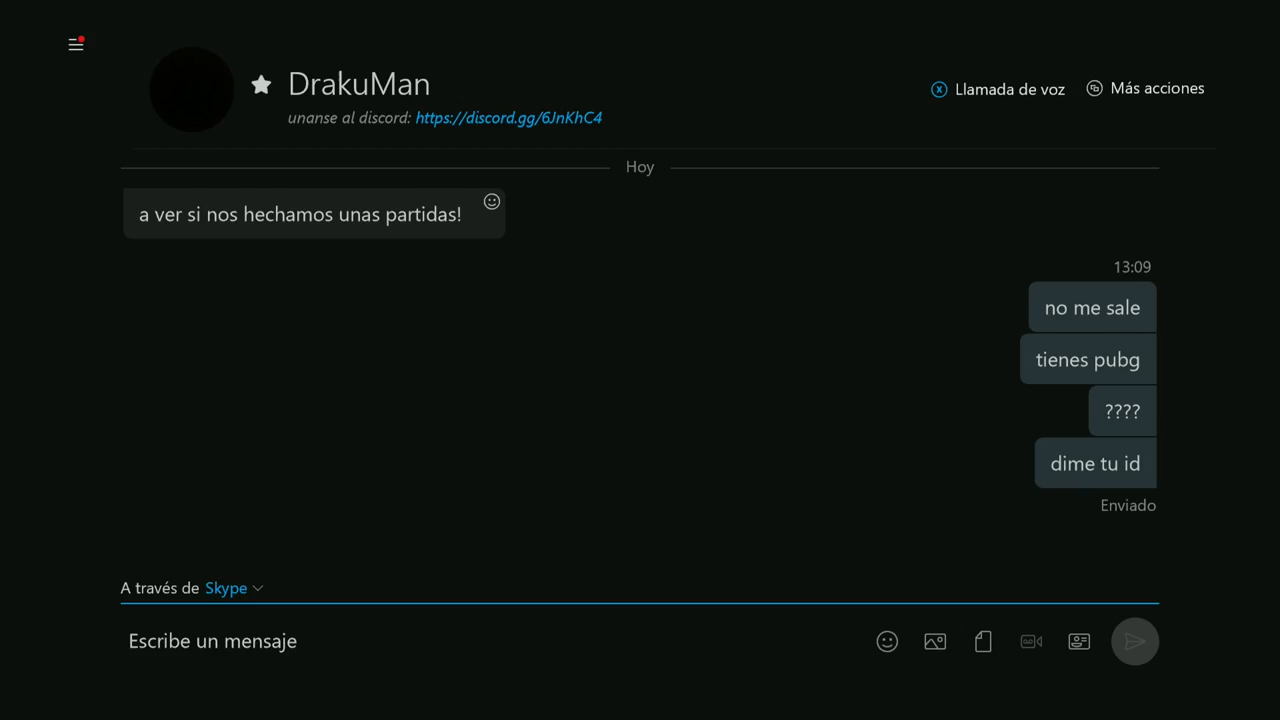 DrakuMan
unanse al discord: https://discord.gg/6JnKhC4
Llamada de voz
Más acciones
Hoy
a ver si nos hechamos unas partidas!
13:09
no me sale
tienes pubg
????
dime tu id
Enviado
A través de Skype
Escribe un mensaje